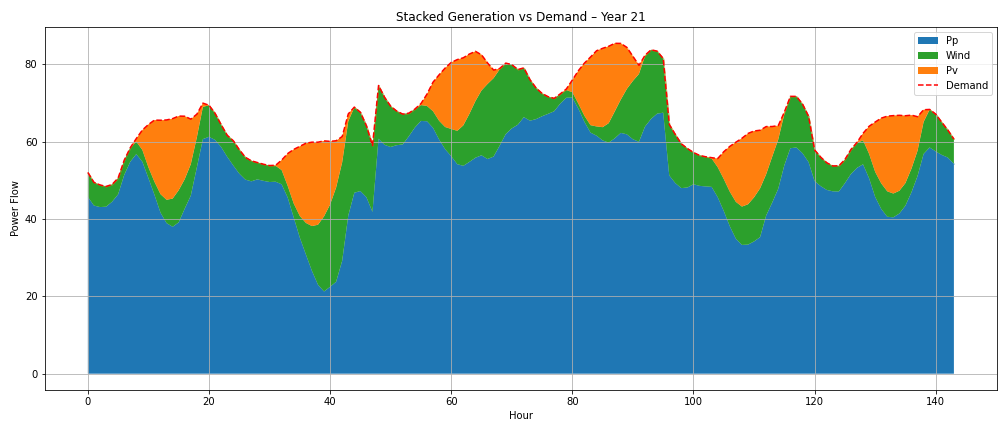 Stacked Generation vs Demand – Year 21
Pp
Wind
Pv
Demand
Power Flow
80
60
40
20
0
0 20 40 60 80 100 120 140
Hour